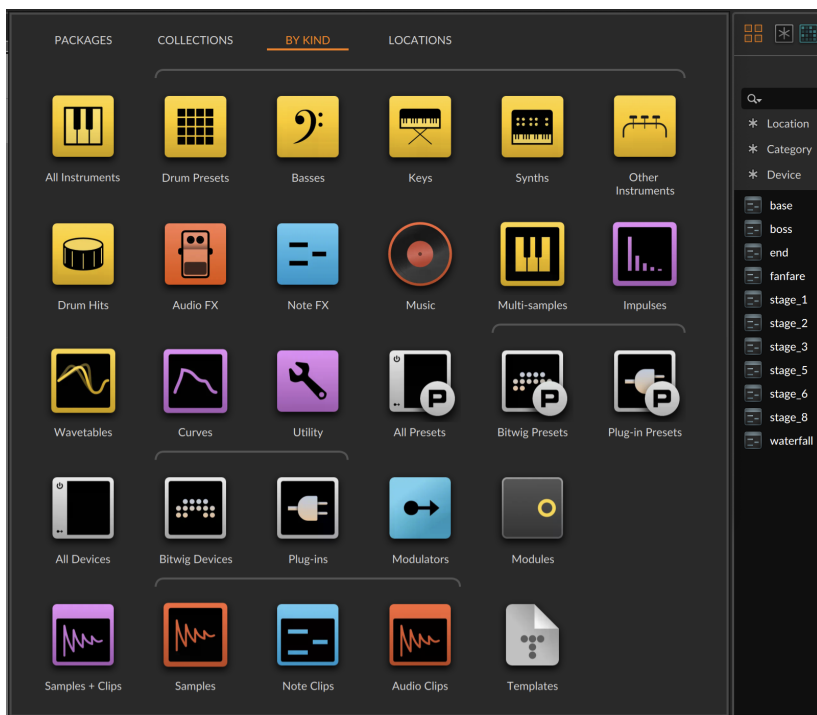 PACKAGES
COLLECTIONS
BY KIND
LOCATIONS
All Instruments
Drum Presets
Basses
Keys
Synths
Other
Instruments
Drum Hits
Audio FX
Note FX
Music
Multi-samples
Impulses
Wavetables
Curves
Utility
P
All Presets
P
Bitwig Presets
P
Plug-in Presets
All Devices
Bitwig Devices
Plug-ins
Modulators
Modules
Samples + Clips
Samples
Note Clips
Audio Clips
Templates
Location
Category
Device
base
boss
end
fanfare
stage_1
stage_2
stage_3
stage_5
stage_6
stage_8
waterfall